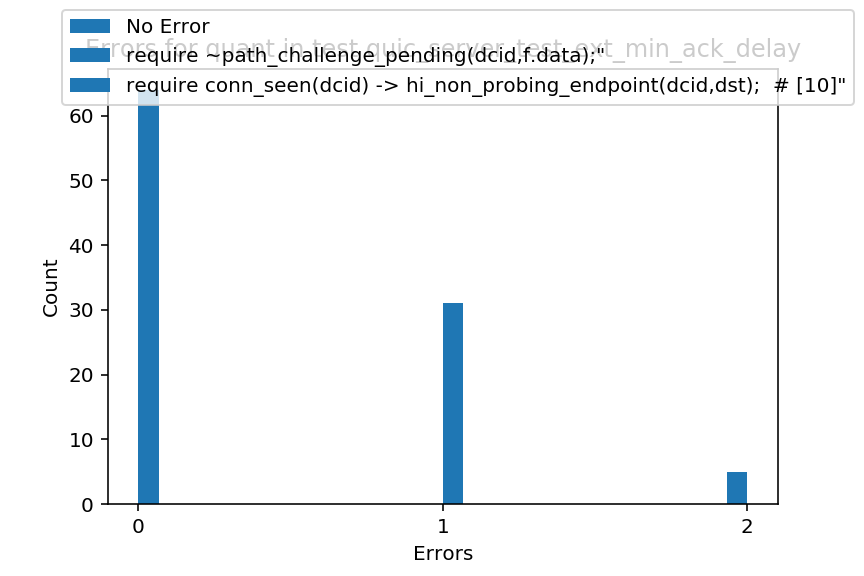 No Error
Errors for quant in test quic_server_test_ext_min_ack_delay
require ~path_challenge_pending(dcid,f.data);"
require conn_seen(dcid) -> hi_non_probing_endpoint(dcid,dst);  # [10]"
60
50
40
30
20
10
0
Count
0 1 2
Errors